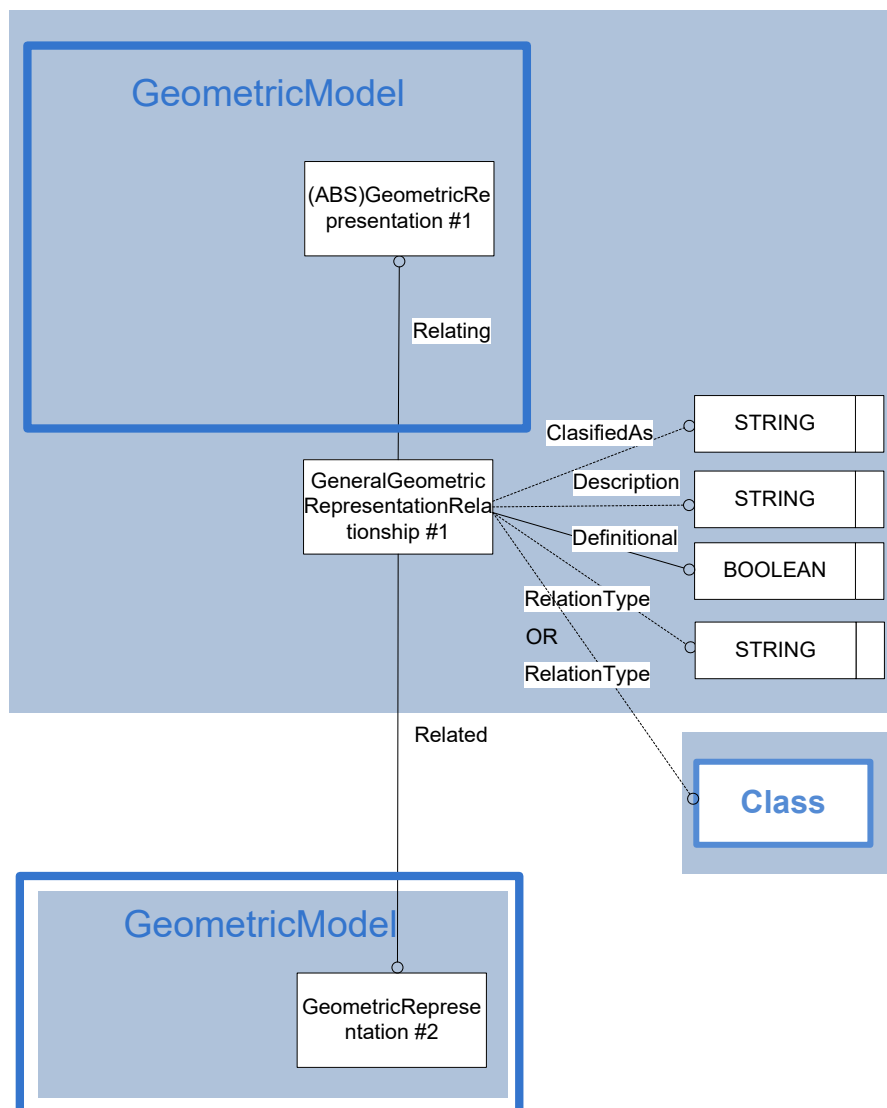 GeometricModel
(ABS)GeometricRe
presentation #1
Relating
ClasifiedAs
STRING
GeneralGeometric
RepresentationRela
tionship #1
Description
STRING
Definitional
BOOLEAN
RelationType
OR
STRING
RelationType
Related
Class
GeometricModel
GeometricReprese
ntation #2